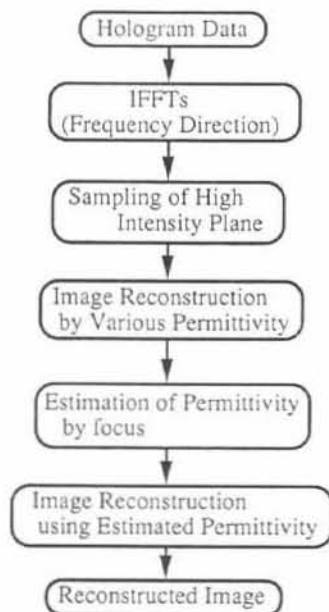 Hologram Data
IFFTs
(Frequency Direction)
Sampling of High
Intensity Plane
Image Reconstruction
by Various Permittivity
Estimation of Permittivity
by focus
Image Reconstruction
using Estimated Permittivity
Reconstructed Image